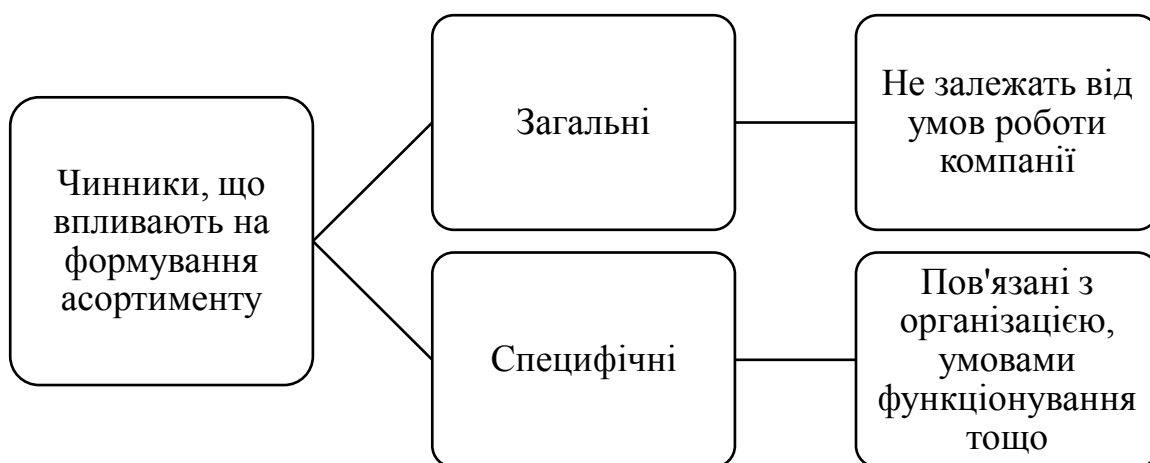 Чинники, що
впливають на
формування
асортименту
Загальні
Не залежать від
умов роботи
компанії
Специфічні
Пов'язані з
організацією,
умовами
функціонування
тощо